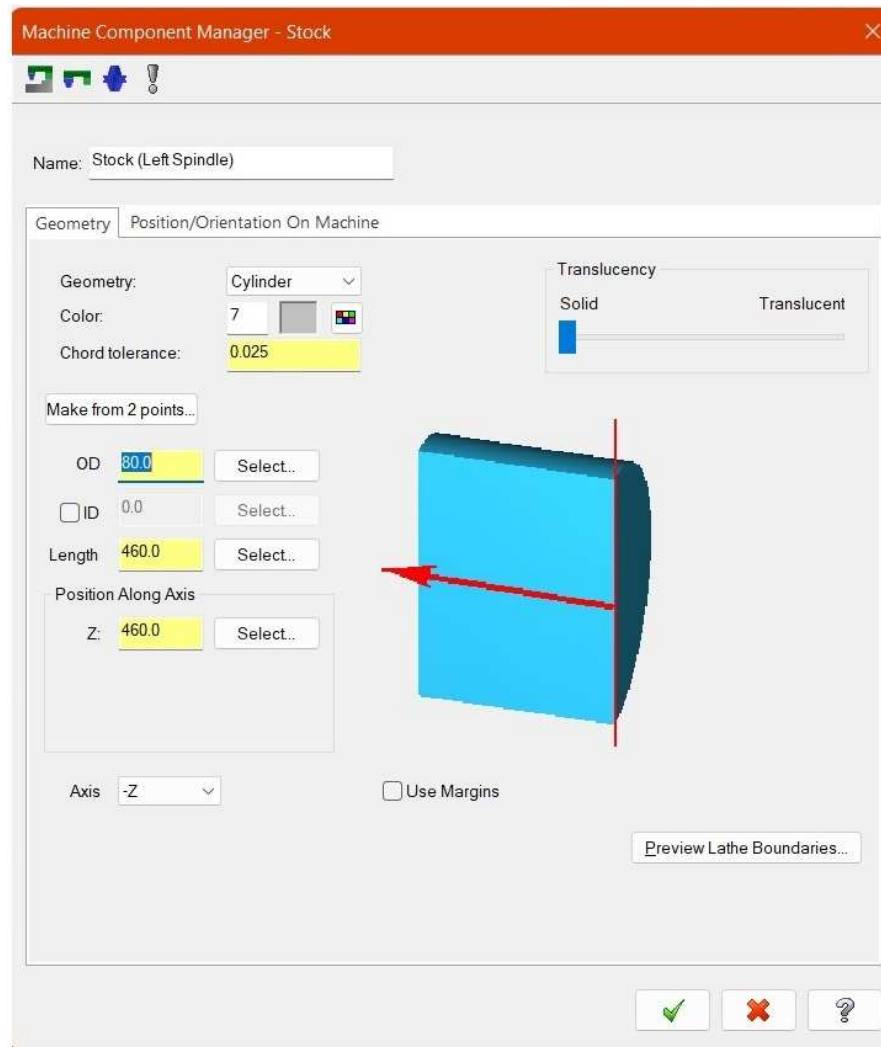 Machine Component Manager - Stock
Name: Stock (Left Spindle)
Geometry Position/Orientation On Machine
Geometry: Cylinder
Color: 7
Chord tolerance: 0.025
Translucency
Solid Translucent
Make from 2 points...
OD 80.0 Select...
ID 0.0 Select...
Length 460.0 Select...
Position Along Axis
Z: 460.0 Select...
Axis -Z
Use Margins
Preview Lathe Boundaries...